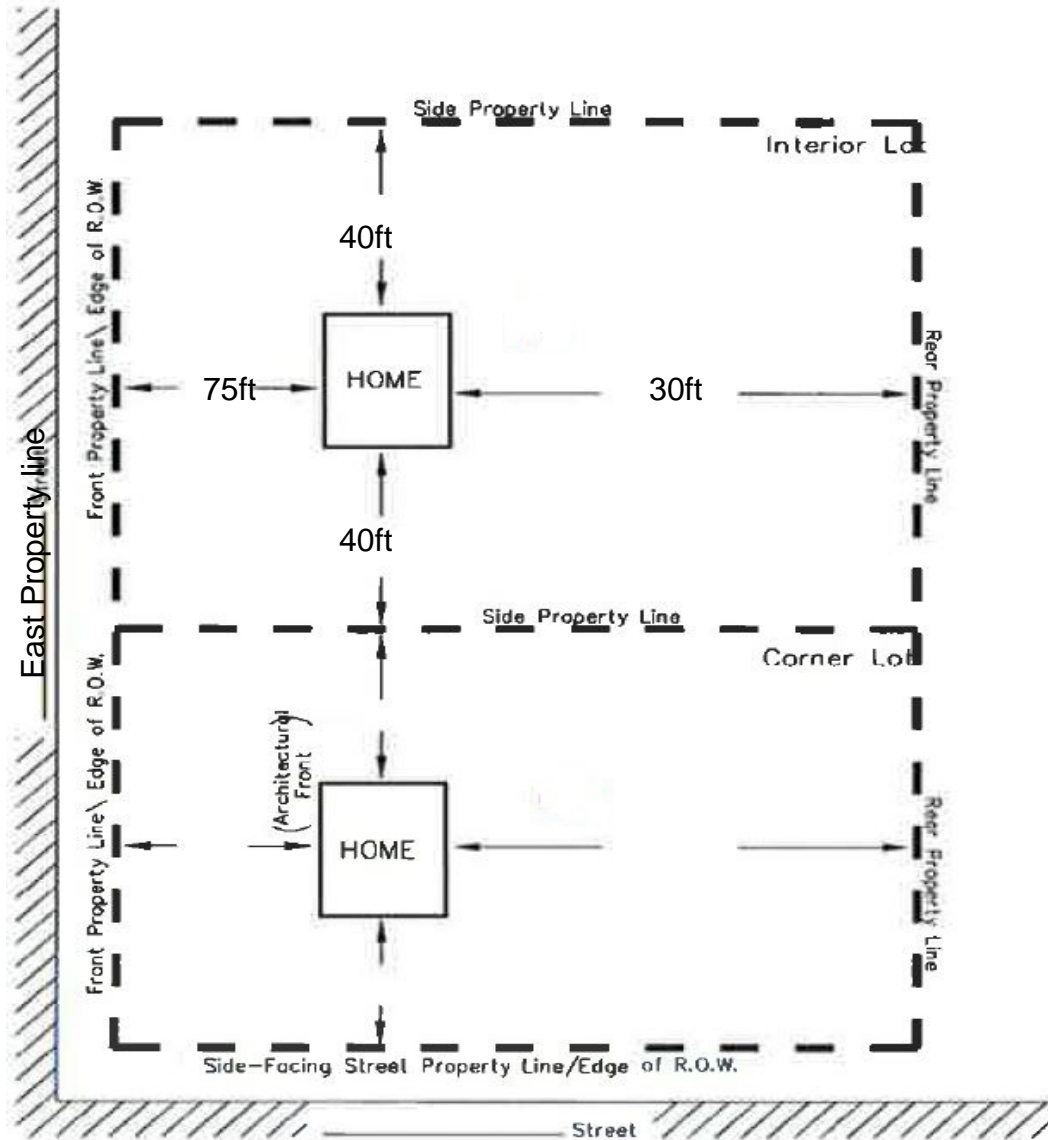 Side Property Line
Interior Lot
Front Property Line\ Edge of R.O.W.
40ft
HOME
75ft
30ft
Rear Property Line
East Property line
40ft
Side Property Line
Corner Lot
Front Property Line\ Edge of R.O.W.
(Architectural
Front)
HOME
Rear Property Line
Side-Facing Street Property Line/Edge of R.O.W.
Street